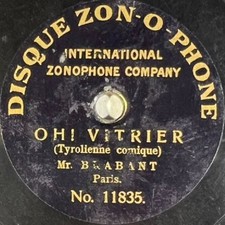 DISQUE ZON-O-PHONE
INTERNATIONAL
ZONOPHONE COMPANY
OH! VITRIER
(Tyrolienne comique)
Mr. BRABANT
Paris.
No. 11835.